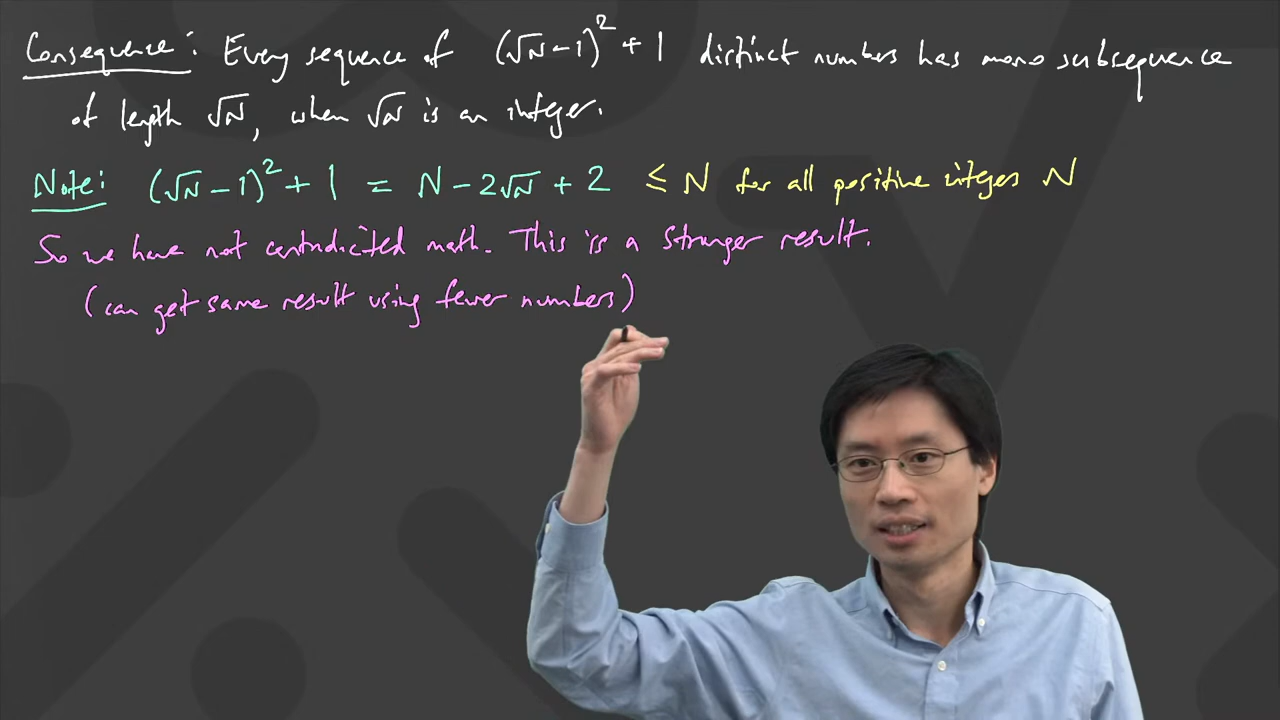 Consequence: Every sequence of (√N-1)² + 1 distinct numbers has mono subsequence
of length √N, when √N is an integer.
Note: (√N-1)² + 1 = N-2√N+2 ≤ N for all positive integers N
So we have not contradicted math. This is a stronger result.
(can get same result using fewer numbers)